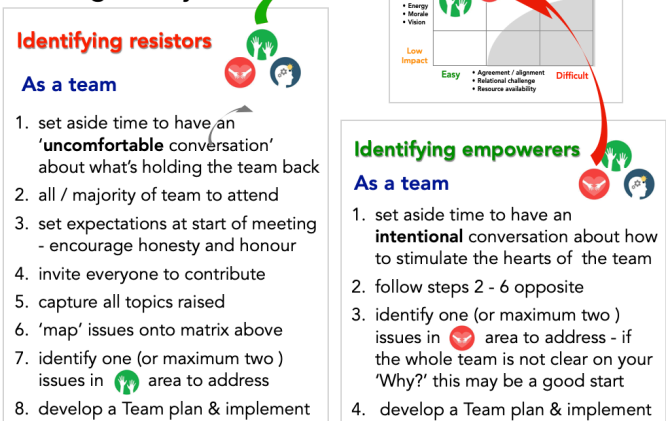 Identifying resistors
As a team
1. set aside time to have an
‘uncomfortable conversation’
about what’s holding the team back
2. all / majority of team to attend
3. set expectations at start of meeting
- encourage honesty and honour
4. invite everyone to contribute
5. capture all topics raised
6. ‘map’ issues onto matrix above
7. identify one (or maximum two )
issues in area to address
8. develop a Team plan & implement
• Energy
• Morale
• Vision
Low
Impact
Easy
• Agreement / alignment
• Relational challenge
• Resource availability
Difficult
Identifying empowerers
As a team
1. set aside time to have an
intentional conversation about how
to stimulate the hearts of the team
2. follow steps 2 - 6 opposite
3. identify one (or maximum two )
issues in area to address - if
the whole team is not clear on your
‘Why?’ this may be a good start
4. develop a Team plan & implement